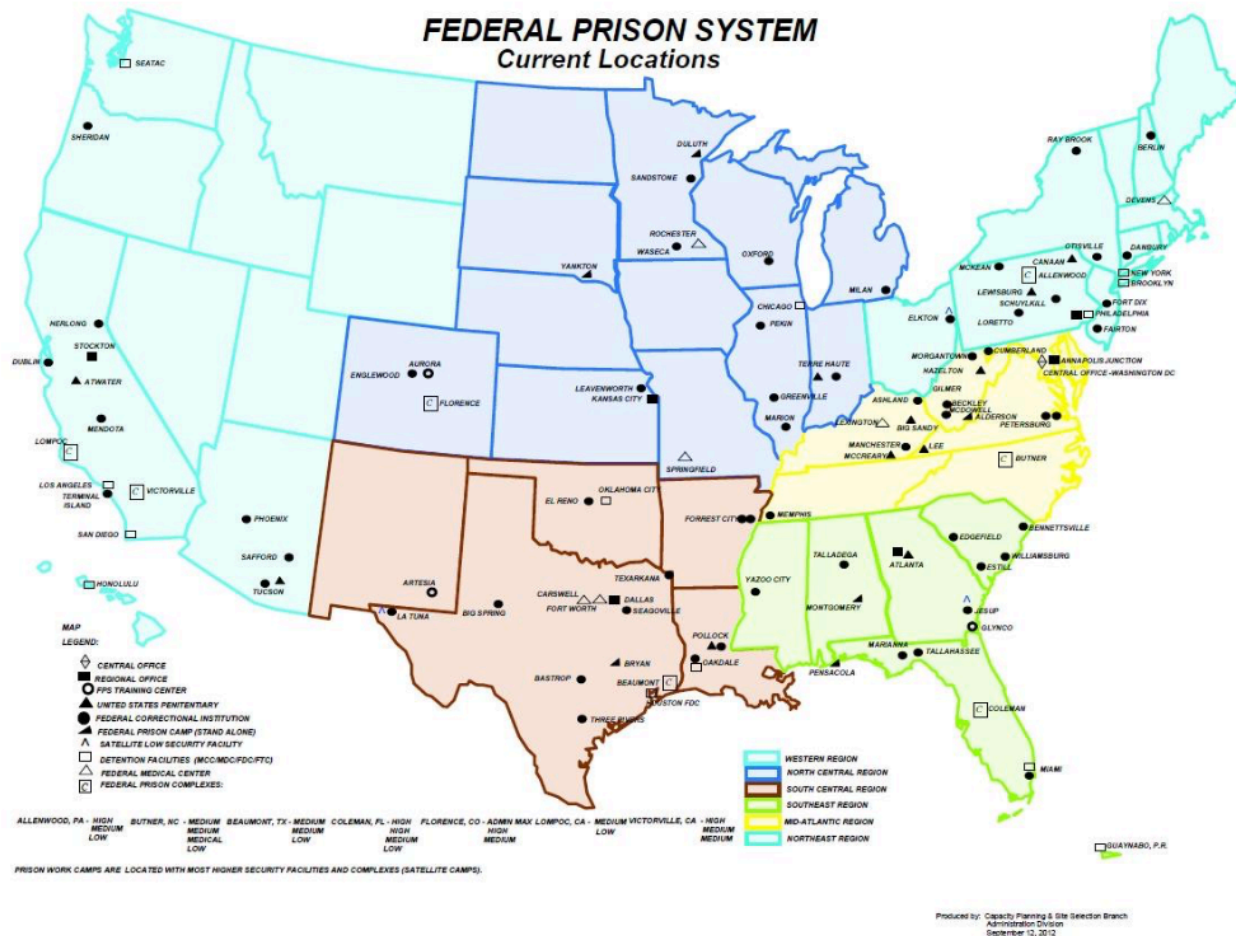 FEDERAL PRISON SYSTEM
Current Locations
SEATAC
SHERIDAN
HERLONG
STOCKTON
DUBLIN
ATWATER
MENDOTA
LOMPOC
LOS ANGELES
TERMINAL
ISLAND
VICTORVILLE
SAN DIEGO
PHOENIX
SAFFORD
TUCSON
HONOLULU
DULUTH
SANDSTONE
ROCHESTER
WASECA
YANKTON
OXFORD
MILAN
CHICAGO
PEKIN
TERRE HAUTE
GREENVILLE
MARION
AURORA
ENGLEWOOD
FLORENCE
LEAVENWORTH
KANSAS CITY
SPRINGFIELD
EL RENO
OKLAHOMA CITY
FORREST CITY
ARTESIA
LA TUNA
BIG SPRING
TEXARKANA
CARSWELL
FORT WORTH
DALLAS
SEAGOVILLE
POLLOCK
OAKDALE
BRYAN
BASTROP
BEAUMONT
HOUSTON FDC
THREE RIVERS
RAY BROOK
BERLIN
DEVENS
OTISVILLE
DANBURY
CANAAN
MCKEAN
ALLENWOOD
NEW YORK
BROOKLYN
LEWISBURG
SCHUYLKILL
FORT DIX
LORETTO
PHILADELPHIA
FAIRTON
ELKTON
MORGANTOWN
CUMBERLAND
ANNAPOLIS JUNCTION
HAZELTON
CENTRAL OFFICE -WASHINGTON DC
GILMER
ASHLAND
BECKLEY
MCDOWELL
ALDERSON
LEXINGTON
BIG SANDY
PETERSBURG
MANCHESTER
LEE
MCCREARY
BUTNER
MEMPHIS
BENNETTSVILLE
EDGEFIELD
WILLIAMSBURG
ESTILL
TALLADEGA
ATLANTA
YAZOO CITY
MONTGOMERY
JESUP
GLYNCO
MARIANNA
TALLAHASSEE
PENSACOLA
COLEMAN
MIAMI
GUAYNABO, P.R.
MAP
LEGEND:
CENTRAL OFFICE
REGIONAL OFFICE
FPS TRAINING CENTER
UNITED STATES PENITENTIARY
FEDERAL CORRECTIONAL INSTITUTION
FEDERAL PRISON CAMP (STAND ALONE)
SATELLITE LOW SECURITY FACILITY
DETENTION FACILITIES (MCC/MDC/FDC/FTC)
FEDERAL MEDICAL CENTER
C FEDERAL PRISON COMPLEXES:
WESTERN REGION
NORTH CENTRAL REGION
SOUTH CENTRAL REGION
SOUTHEAST REGION
MID-ATLANTIC REGION
NORTHEAST REGION
ALLENWOOD, PA - HIGH
MEDIUM
LOW
BUTNER, NC - MEDIUM
MEDIUM
MEDICAL
LOW
BEAUMONT, TX - MEDIUM
MEDIUM
LOW
COLEMAN, FL - HIGH
HIGH
MEDIUM
LOW
FLORENCE, CO - ADMIN MAX
HIGH
MEDIUM
LOMPOC, CA - MEDIUM
LOW
VICTORVILLE, CA - HIGH
MEDIUM
MEDIUM
PRISON WORK CAMPS ARE LOCATED WITH MOST HIGHER SECURITY FACILITIES AND COMPLEXES (SATELLITE CAMPS).
Produced by: Capacity Planning & Site Selection Branch
Administration Division
September 12, 2012